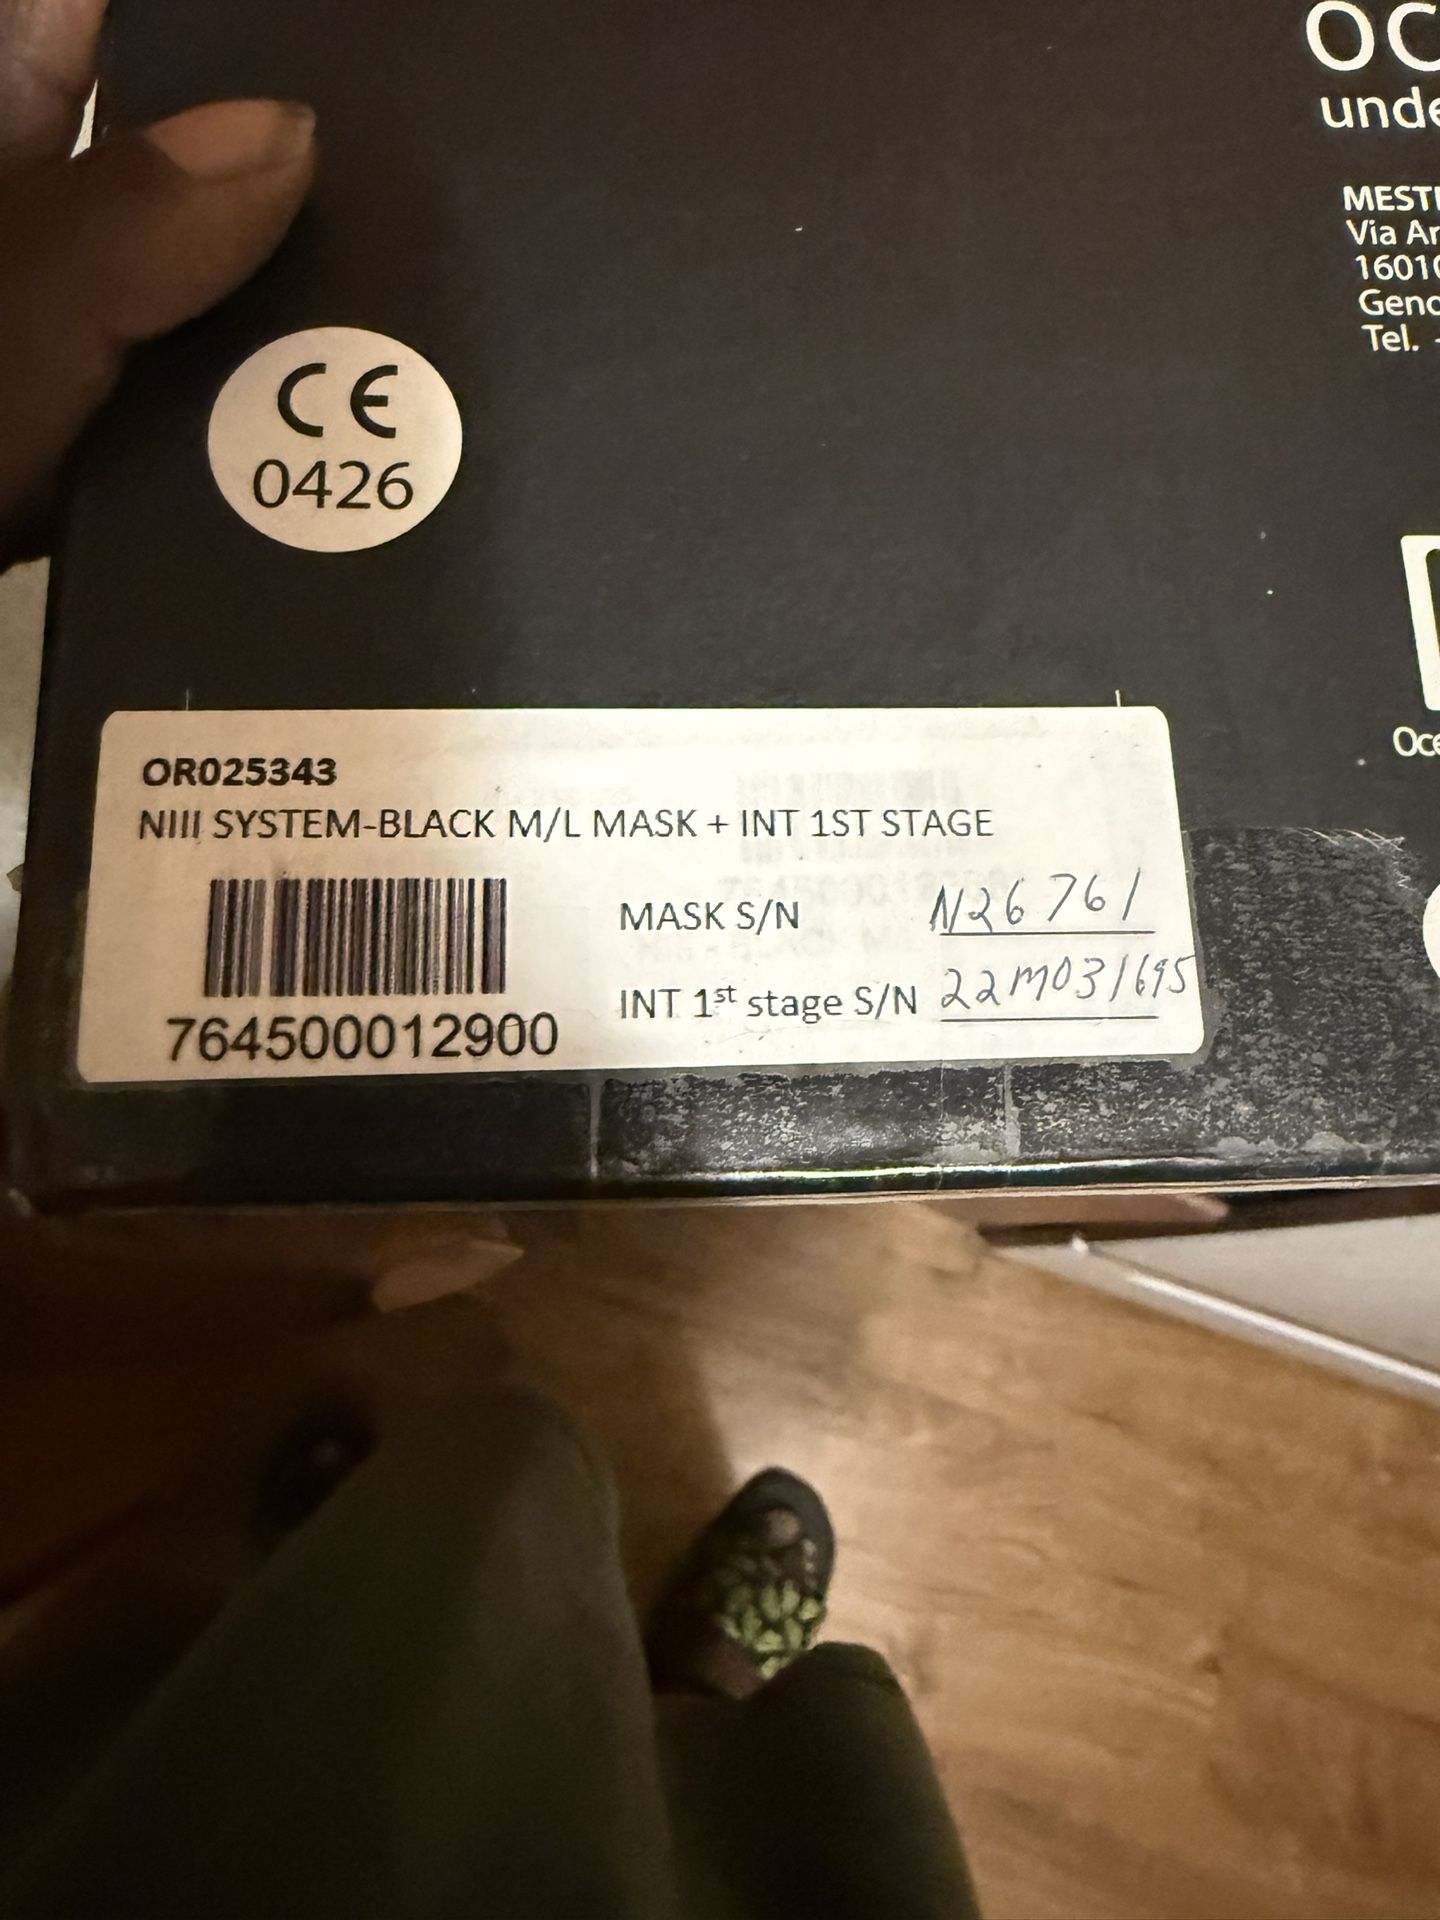 OC
unde
MEST
Via Ar
16010
Geno
Tel.
CE
0426
Oce
OR025343
NIII SYSTEM-BLACK M/L MASK + INT 1ST STAGE
MASK S/N N26761
INT 1st stage S/N 22M031695
764500012900